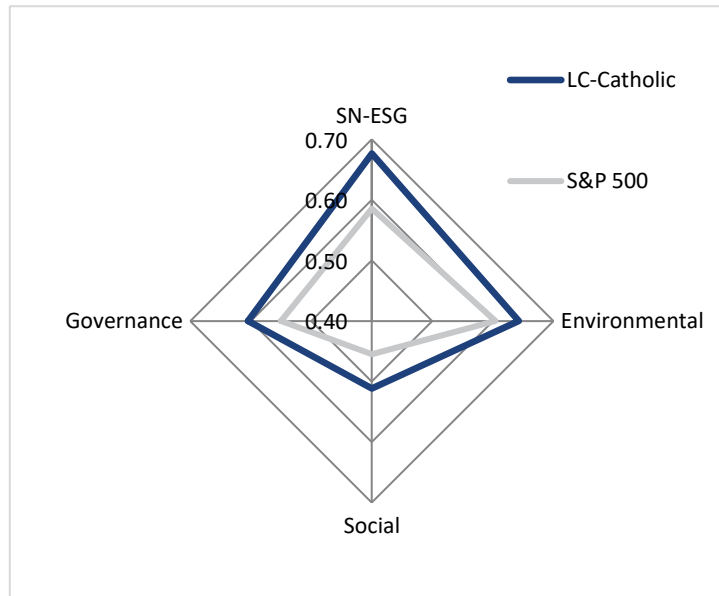 LC-Catholic
SN-ESG
0.70
S&P 500
0.60
0.50
Governance
0.40
Environmental
Social